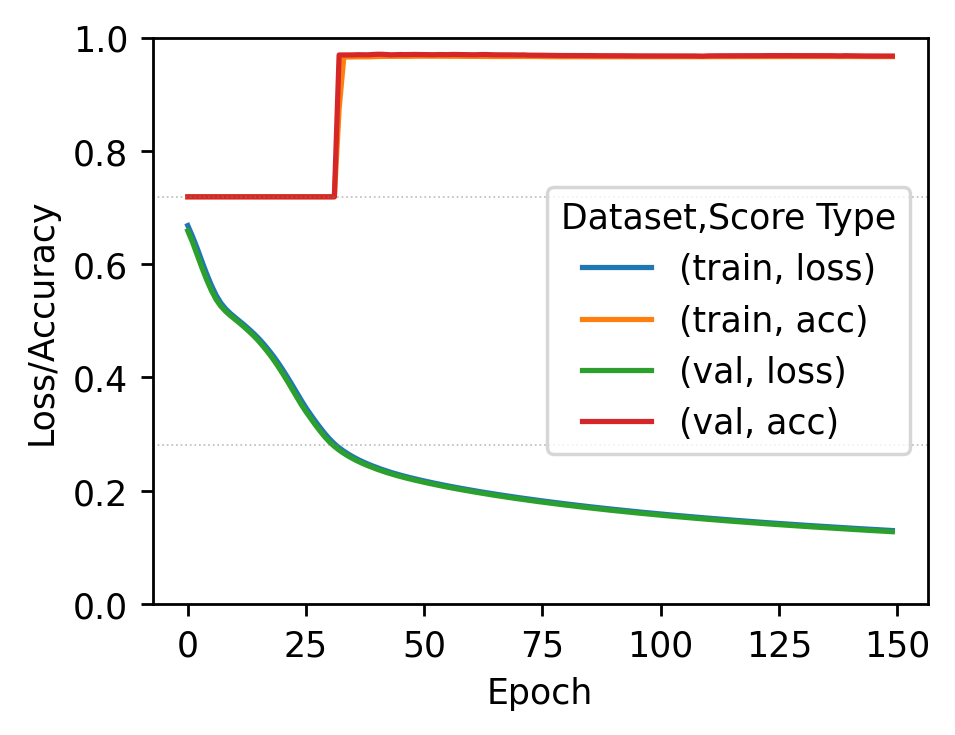 1.0
0.8
0.6
0.4
0.2
0.0
Loss/Accuracy
Dataset,Score Type
(train, loss)
(train, acc)
(val, loss)
(val, acc)
0 25 50 75 100 125 150
Epoch